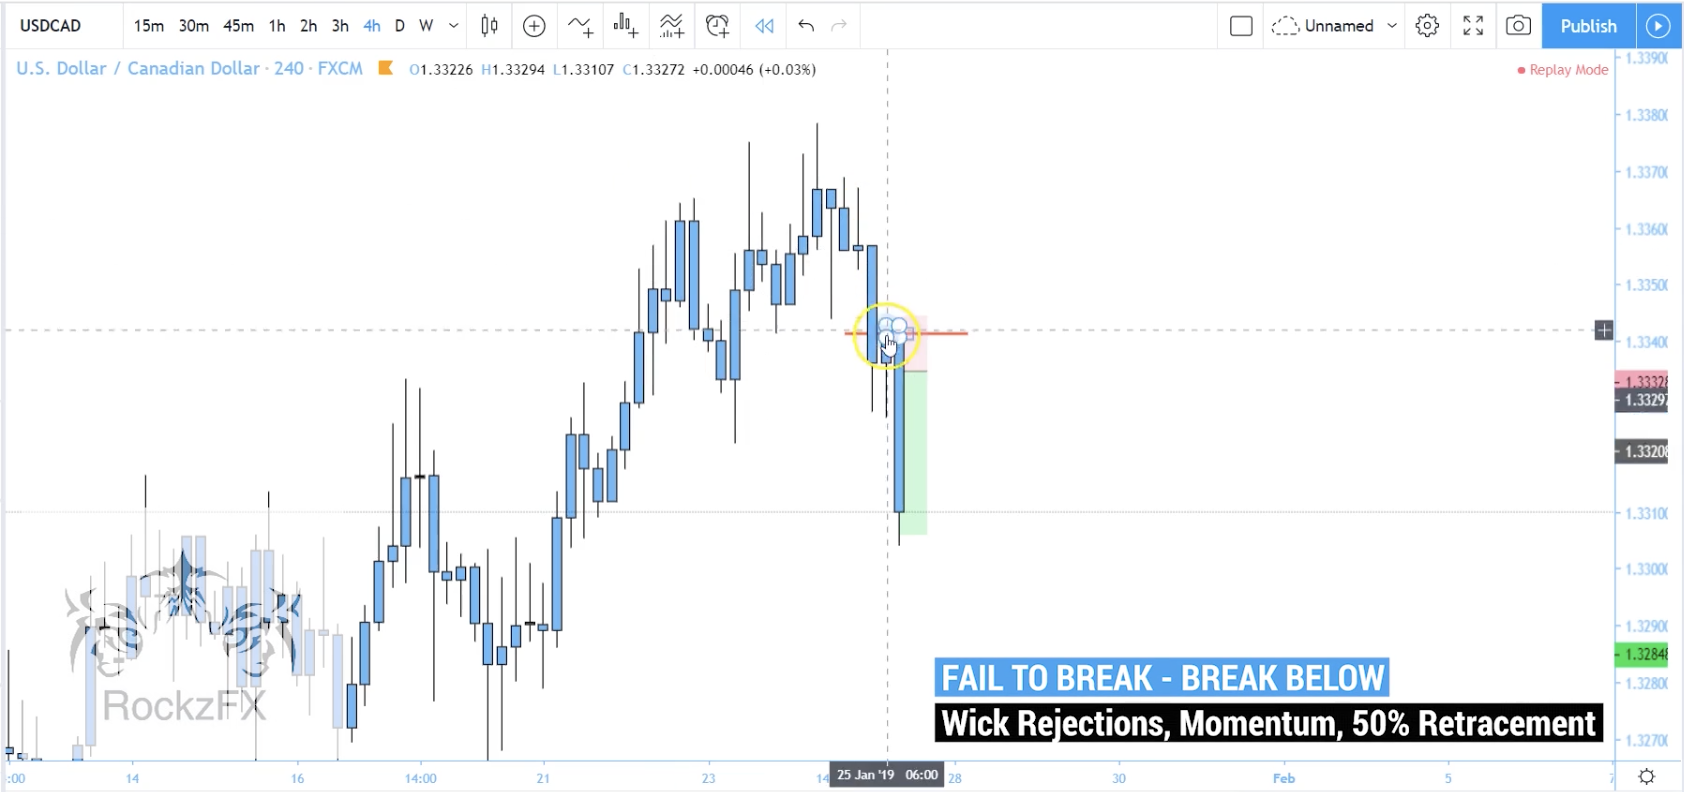 USDCAD 15m 30m 45m 1h 2h 3h 4h D W Unnamed Publish
U.S. Dollar / Canadian Dollar · 240 · FXCM O1.33226 H1.33294 L1.33107 C1.33272 +0.00046 (+0.03%)
Replay Mode
1.3390
1.3380
1.3370
1.3360
1.3350
1.3340
1.33328
1.33297
1.33208
1.3310
1.3300
1.3290
1.32848
1.3280
1.3270
RockzFX
FAIL TO BREAK - BREAK BELOW
Wick Rejections, Momentum, 50% Retracement
:00 14 16 14:00 21 23 14 25 Jan '19 06:00 28 30 Feb 5 7